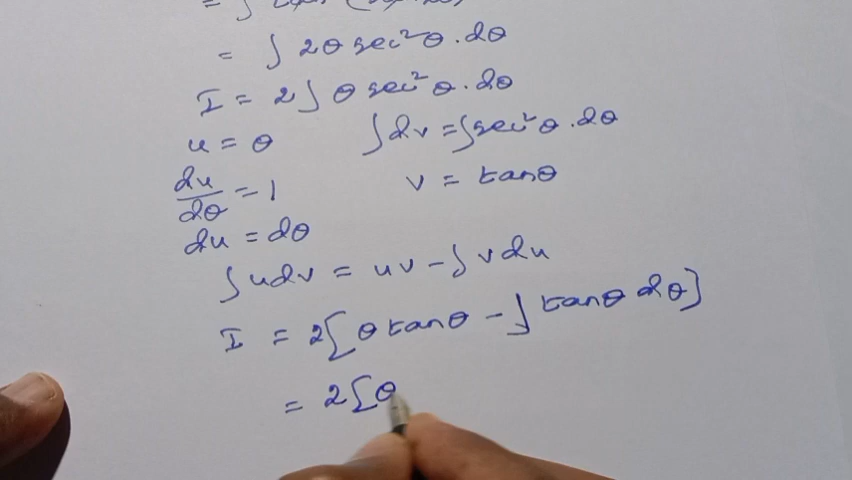 = ∫ 2θ sec²θ . dθ
I = 2 ∫ θ sec²θ . dθ
u = θ ∫ dv = ∫ sec²θ . dθ
du/dθ = 1 v = tanθ
du = dθ
∫ udv = uv - ∫ v du
I = 2 [ θ tanθ - ∫ tanθ dθ ]
= 2 [ θ